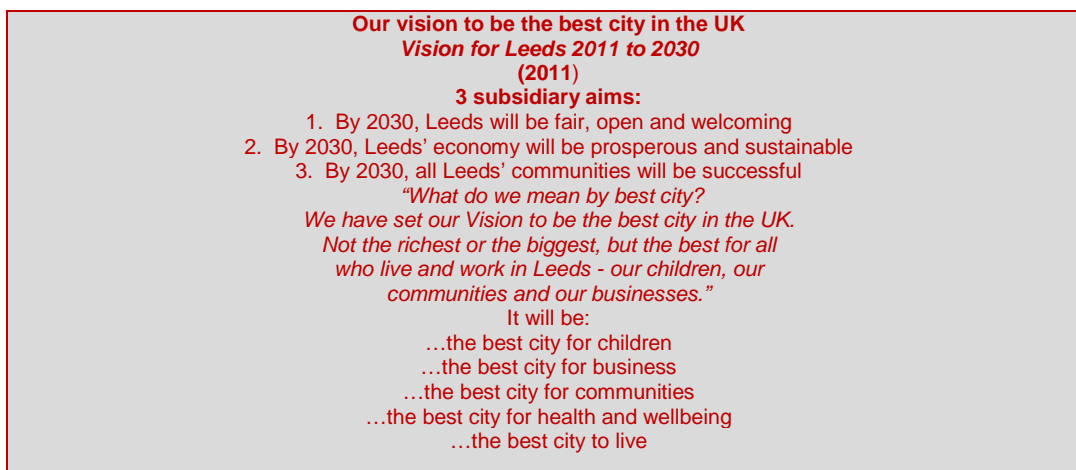 Our vision to be the best city in the UK
Vision for Leeds 2011 to 2030
(2011)
3 subsidiary aims:
1. By 2030, Leeds will be fair, open and welcoming
2. By 2030, Leeds' economy will be prosperous and sustainable
3. By 2030, all Leeds' communities will be successful
“What do we mean by best city?
We have set our Vision to be the best city in the UK.
Not the richest or the biggest, but the best for all
who live and work in Leeds - our children, our
communities and our businesses.”
It will be:
…the best city for children
…the best city for business
…the best city for communities
…the best city for health and wellbeing
…the best city to live